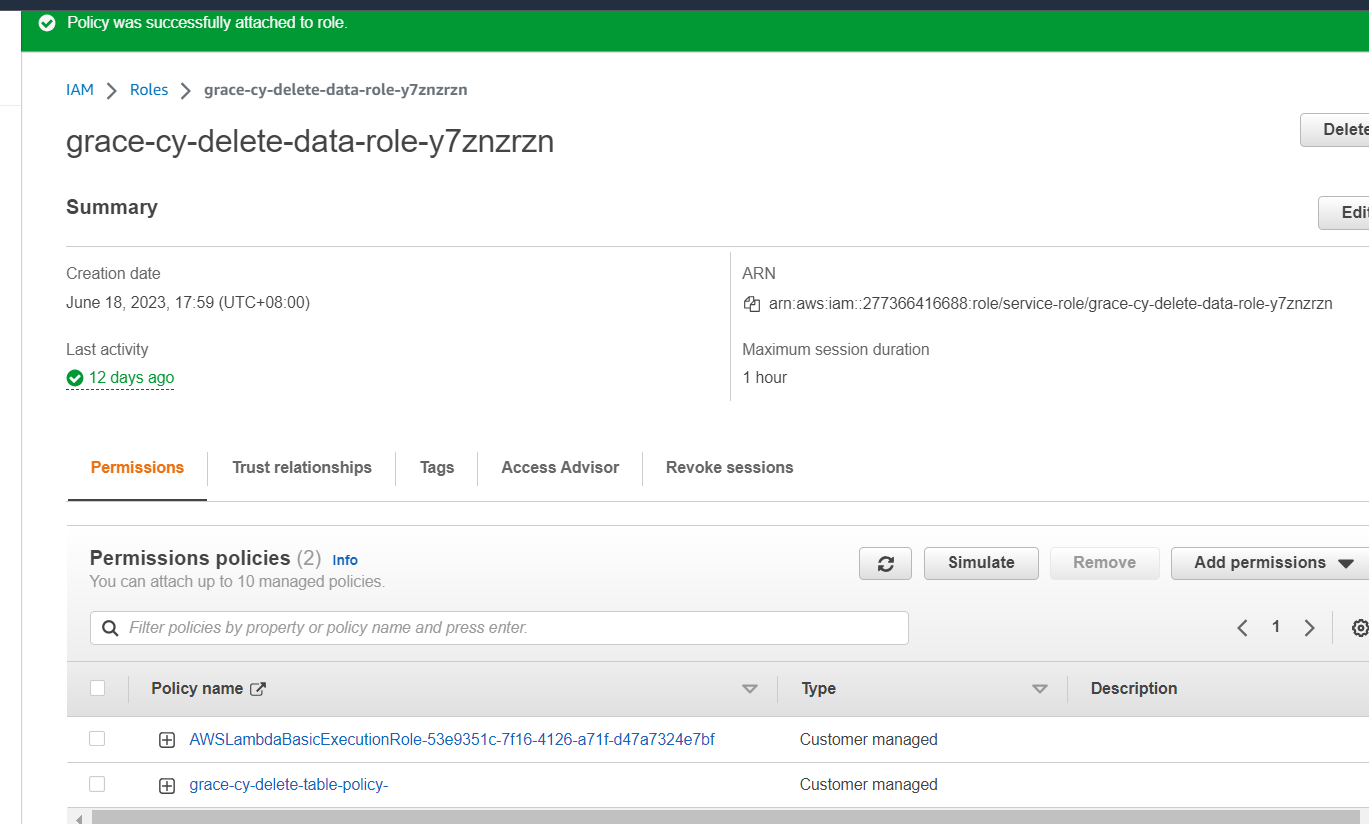 Policy was successfully attached to role.
IAM > Roles > grace-cy-delete-data-role-y7znzrzn
grace-cy-delete-data-role-y7znzrzn
Delete
Summary
Edit
Creation date
June 18, 2023, 17:59 (UTC+08:00)
ARN
arn:aws:iam::277366416688:role/service-role/grace-cy-delete-data-role-y7znzrzn
Last activity
12 days ago
Maximum session duration
1 hour
Permissions Trust relationships Tags Access Advisor Revoke sessions
Permissions policies (2) Info
You can attach up to 10 managed policies.
Simulate Remove Add permissions
Filter policies by property or policy name and press enter.
1
Policy name Type Description
AWSLambdaBasicExecutionRole-53e9351c-7f16-4126-a71f-d47a7324e7bf Customer managed
grace-cy-delete-table-policy- Customer managed